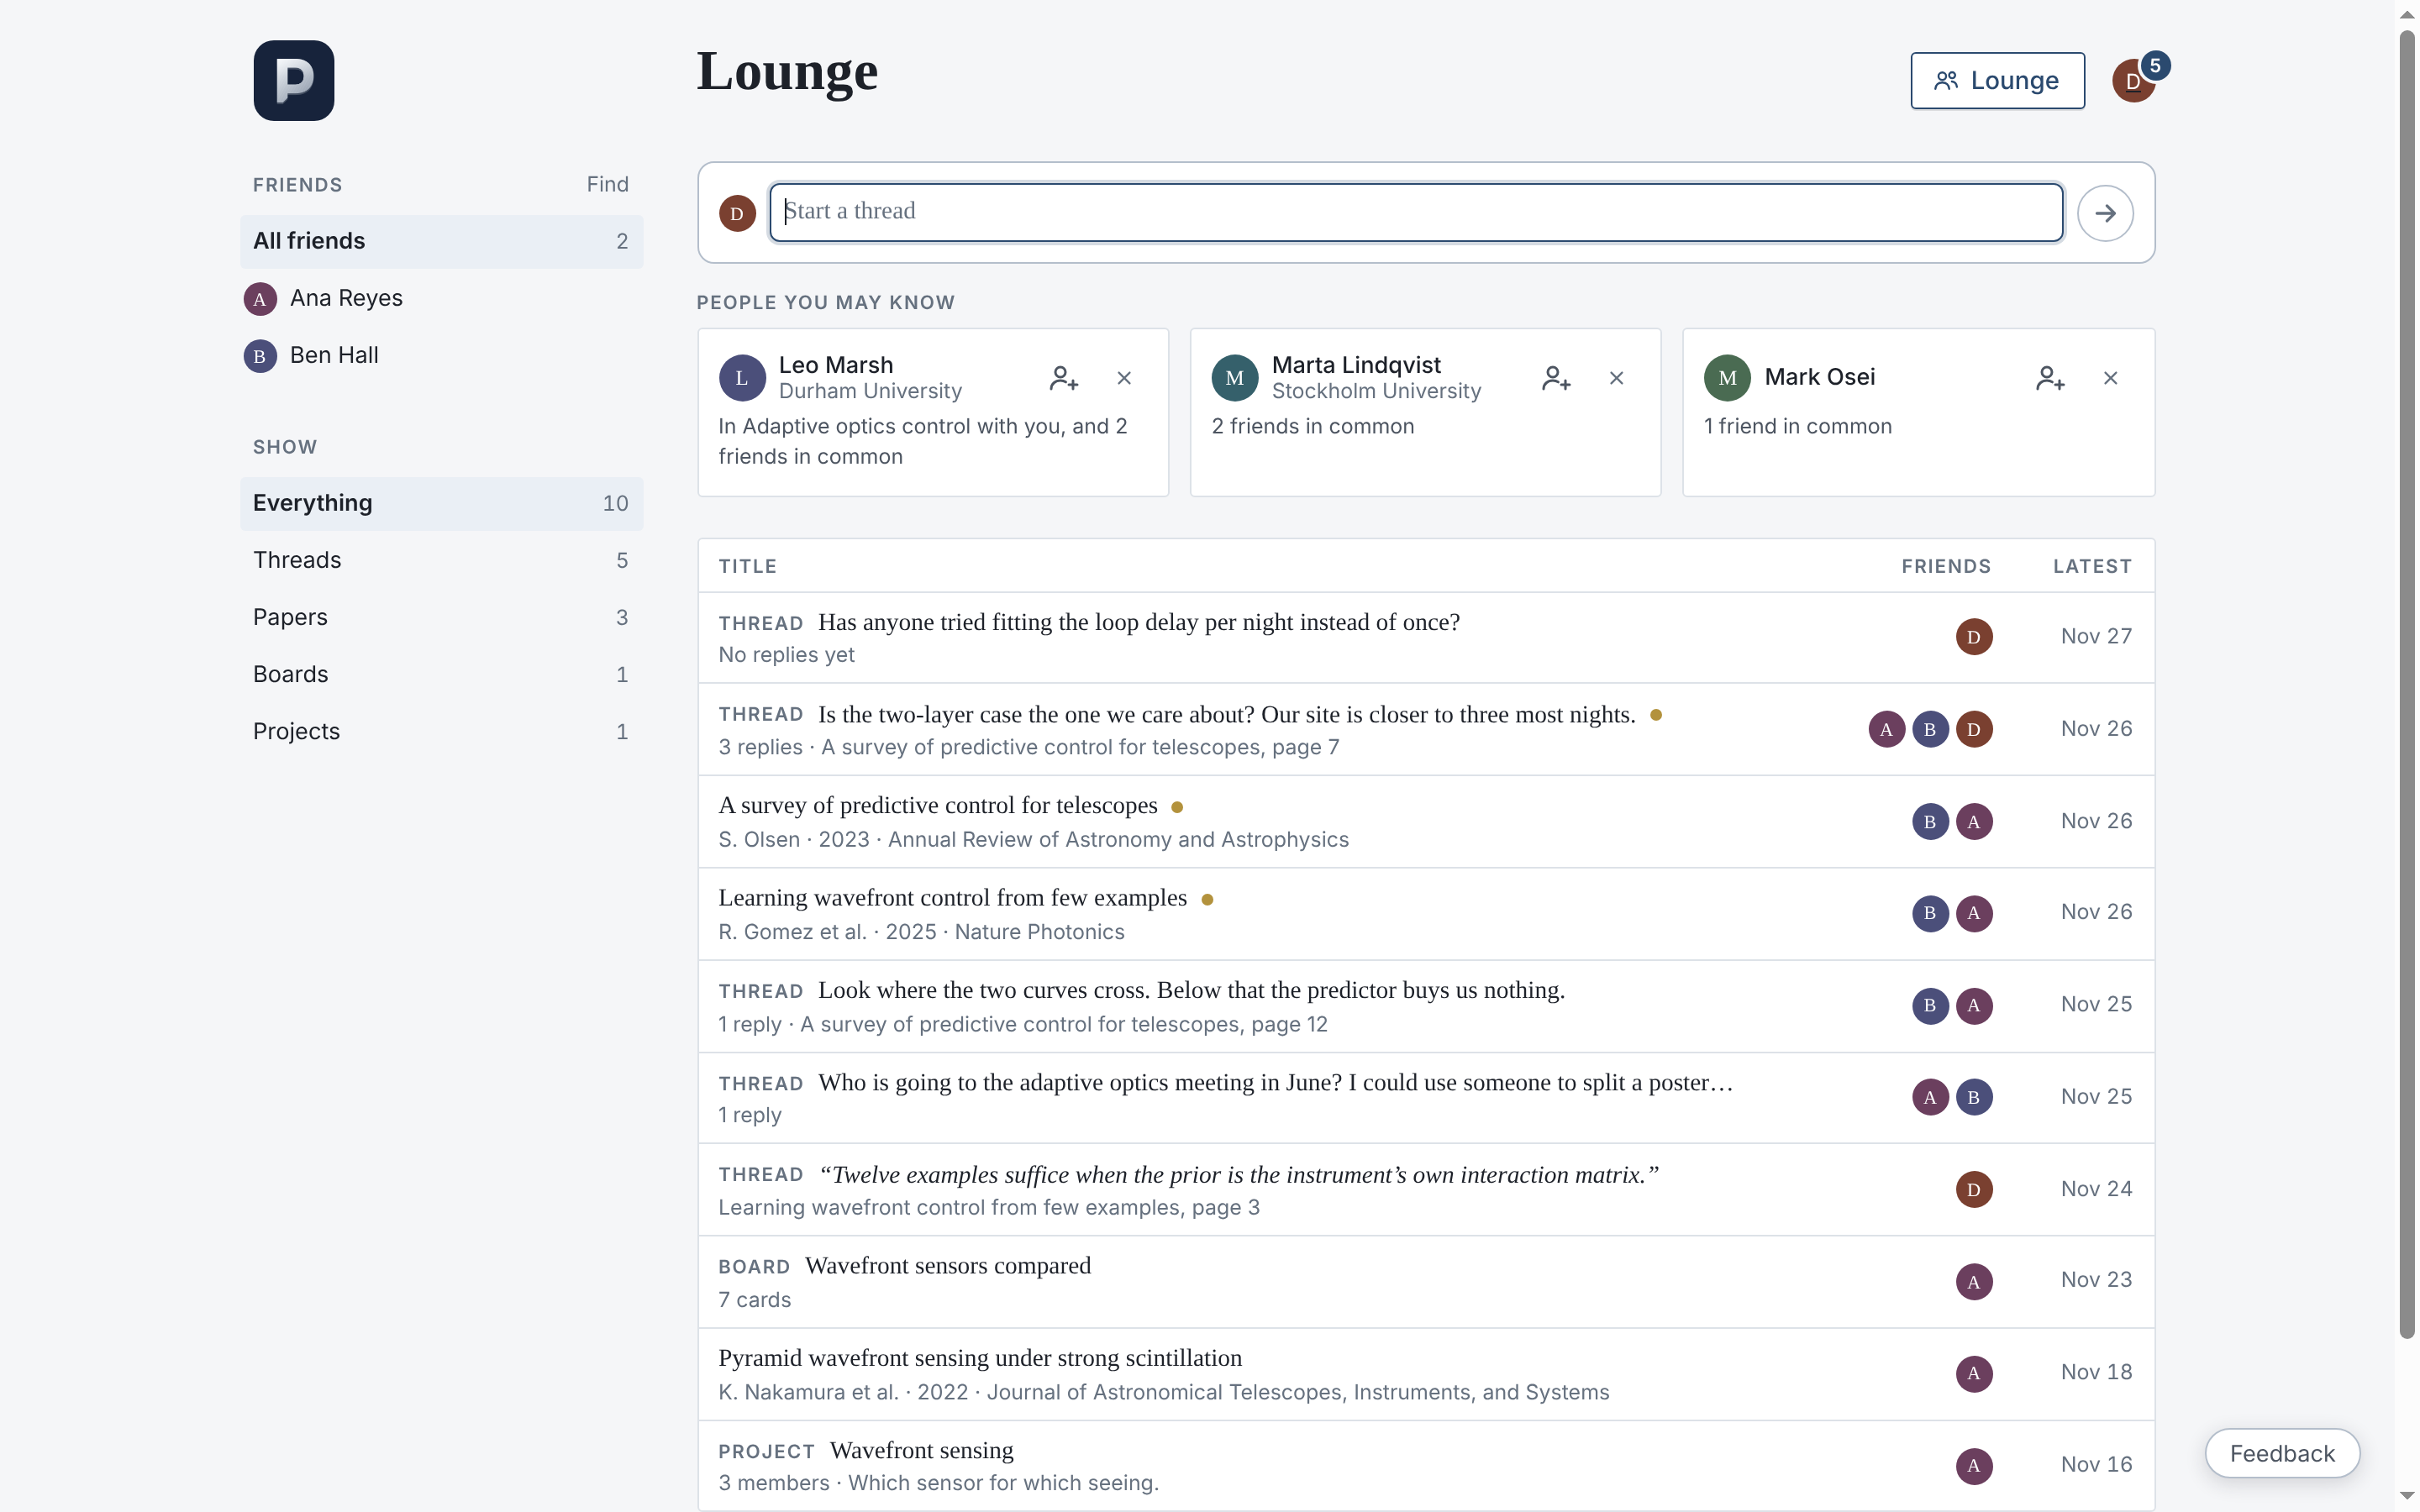 P
Lounge
Lounge
D
5
FRIENDS
Find
All friends
2
A
Ana Reyes
B
Ben Hall
SHOW
Everything
10
Threads
5
Papers
3
Boards
1
Projects
1
D
Start a thread
PEOPLE YOU MAY KNOW
L
Leo Marsh
Durham University
In Adaptive optics control with you, and 2
friends in common
M
Marta Lindqvist
Stockholm University
2 friends in common
M
Mark Osei
1 friend in common
TITLE
FRIENDS
LATEST
THREAD Has anyone tried fitting the loop delay per night instead of once?
No replies yet
D
Nov 27
THREAD Is the two-layer case the one we care about? Our site is closer to three most nights.
3 replies · A survey of predictive control for telescopes, page 7
A B D
Nov 26
A survey of predictive control for telescopes
S. Olsen · 2023 · Annual Review of Astronomy and Astrophysics
B A
Nov 26
Learning wavefront control from few examples
R. Gomez et al. · 2025 · Nature Photonics
B A
Nov 26
THREAD Look where the two curves cross. Below that the predictor buys us nothing.
1 reply · A survey of predictive control for telescopes, page 12
B A
Nov 25
THREAD Who is going to the adaptive optics meeting in June? I could use someone to split a poster…
1 reply
A B
Nov 25
THREAD “Twelve examples suffice when the prior is the instrument’s own interaction matrix.”
Learning wavefront control from few examples, page 3
D
Nov 24
BOARD Wavefront sensors compared
7 cards
A
Nov 23
Pyramid wavefront sensing under strong scintillation
K. Nakamura et al. · 2022 · Journal of Astronomical Telescopes, Instruments, and Systems
A
Nov 18
PROJECT Wavefront sensing
3 members · Which sensor for which seeing.
A
Nov 16
Feedback